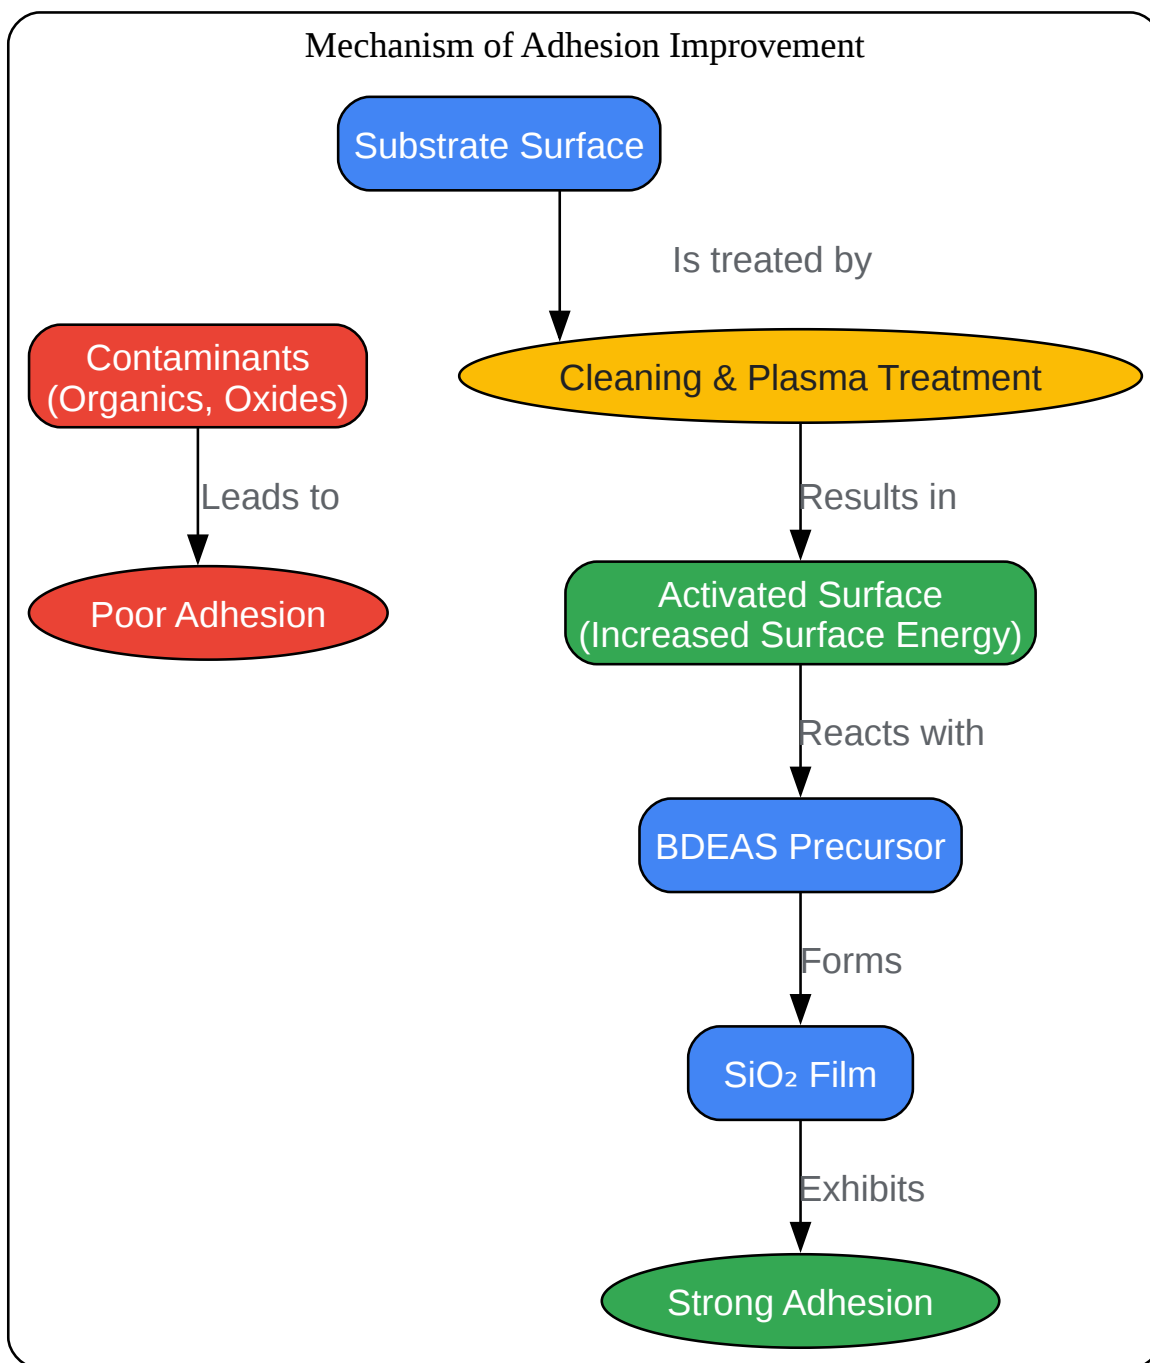 Mechanism of Adhesion Improvement
Substrate Surface
Is treated by
Contaminants
(Organics, Oxides)
Cleaning & Plasma Treatment
Leads to
Results in
Poor Adhesion
Activated Surface
(Increased Surface Energy)
Reacts with
BDEAS Precursor
Forms
SiO₂ Film
Exhibits
Strong Adhesion